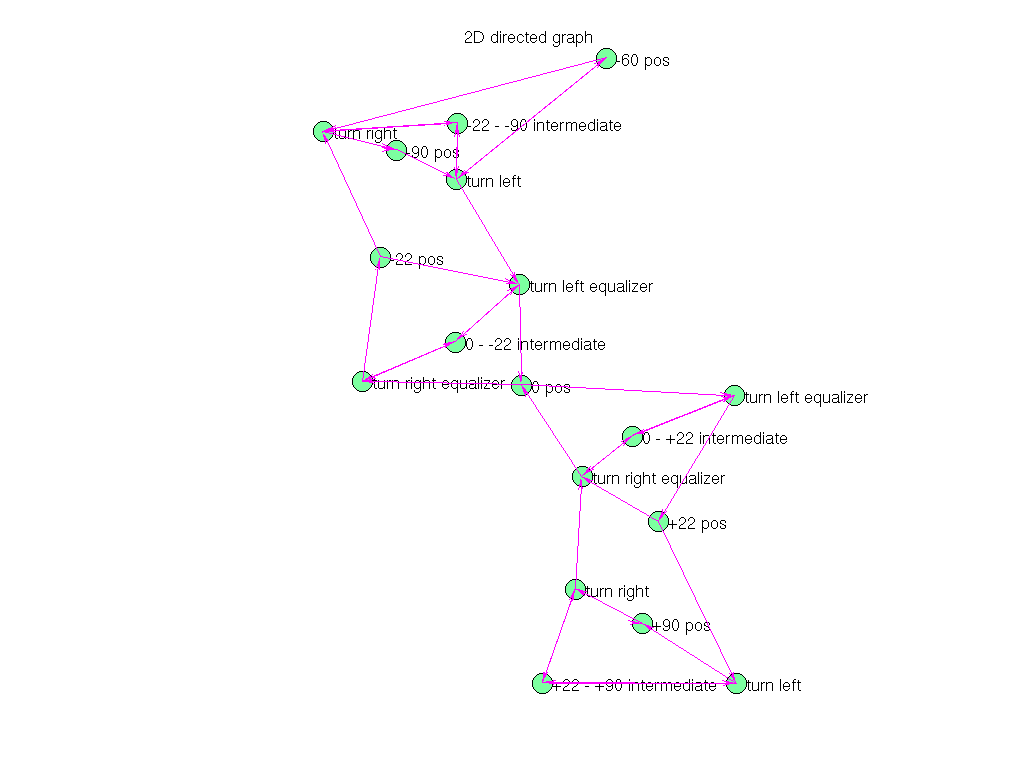 2D directed graph
-60 pos
-22 - -90 intermediate
turn right
-90 pos
turn left
-22 pos
turn left equalizer
0 - -22 intermediate
turn right equalizer
0 pos
turn left equalizer
0 - +22 intermediate
turn right equalizer
+22 pos
turn right
+90 pos
+22 - +90 intermediate
turn left